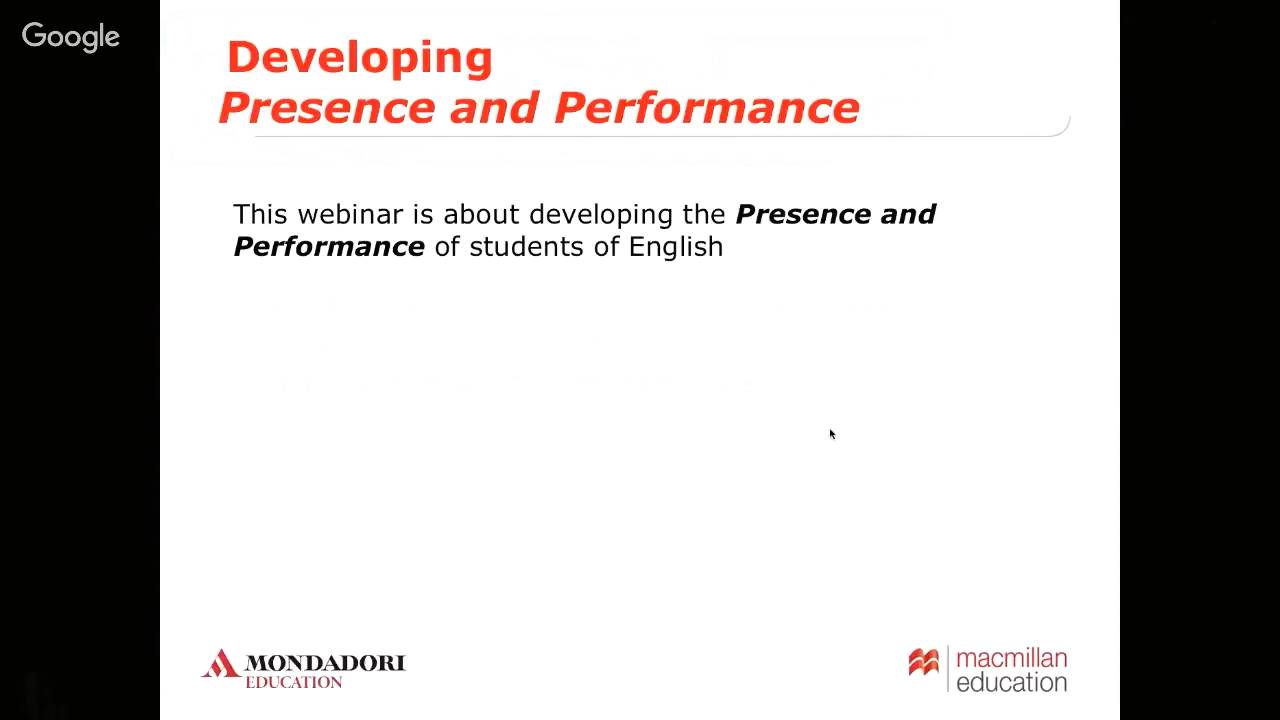 Google
Developing
Presence and Performance
This webinar is about developing the Presence and
Performance of students of English
MONDADORI
EDUCATION
macmillan
education